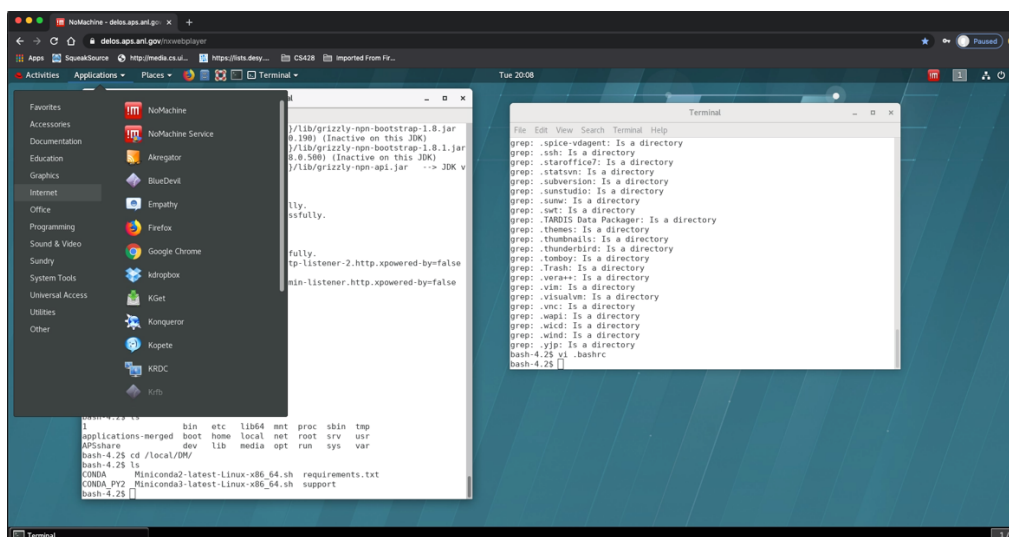 NoMachine - delos.aps.anl.gov
delos.aps.anl.gov/nxwebplayer
Paused
Apps SqueakSource http://media.cs.ui... https://lists.desy.... CS428 Imported From Fir...
Activities Applications Places Terminal Tue 20:08 1
Favorites
Accessories
Documentation
Education
Graphics
Internet
Office
Programming
Sound & Video
Sundry
System Tools
Universal Access
Utilities
Other
NoMachine
NoMachine Service
Akregator
BlueDevil
Empathy
Firefox
Google Chrome
kdropbox
KGet
Konqueror
Kopete
KRDC
Krfb
}/lib/grizzly-npn-bootstrap-1.8.jar
0.190) (Inactive on this JDK)
}/lib/grizzly-npn-bootstrap-1.8.1.jar
8.0.500) (Inactive on this JDK)
}/lib/grizzly-npn-api.jar --> JDK v
lly.
ssfully.
fully.
tp-listener-2.http.xpowered-by=false
min-listener.http.xpowered-by=false
bash-4.2$ ls
1 bin etc lib64 mnt proc sbin tmp
applications-merged boot home local net root srv usr
APSshare dev lib media opt run sys var
bash-4.2$ cd /local/DM/
bash-4.2$ ls
CONDA Miniconda2-latest-Linux-x86_64.sh requirements.txt
CONDA_PY2 Miniconda3-latest-Linux-x86_64.sh support
bash-4.2$
Terminal
File Edit View Search Terminal Help
grep: .spice-vdagent: Is a directory
grep: .ssh: Is a directory
grep: .staroffice7: Is a directory
grep: .statsvn: Is a directory
grep: .subversion: Is a directory
grep: .sunstudio: Is a directory
grep: .sunw: Is a directory
grep: .swt: Is a directory
grep: .TARDIS Data Packager: Is a directory
grep: .themes: Is a directory
grep: .thumbnails: Is a directory
grep: .thunderbird: Is a directory
grep: .tomboy: Is a directory
grep: .Trash: Is a directory
grep: .vera++: Is a directory
grep: .vim: Is a directory
grep: .visualvm: Is a directory
grep: .vnc: Is a directory
grep: .wapi: Is a directory
grep: .wicd: Is a directory
grep: .wind: Is a directory
grep: .yjp: Is a directory
bash-4.2$ vi .bashrc
bash-4.2$
Terminal